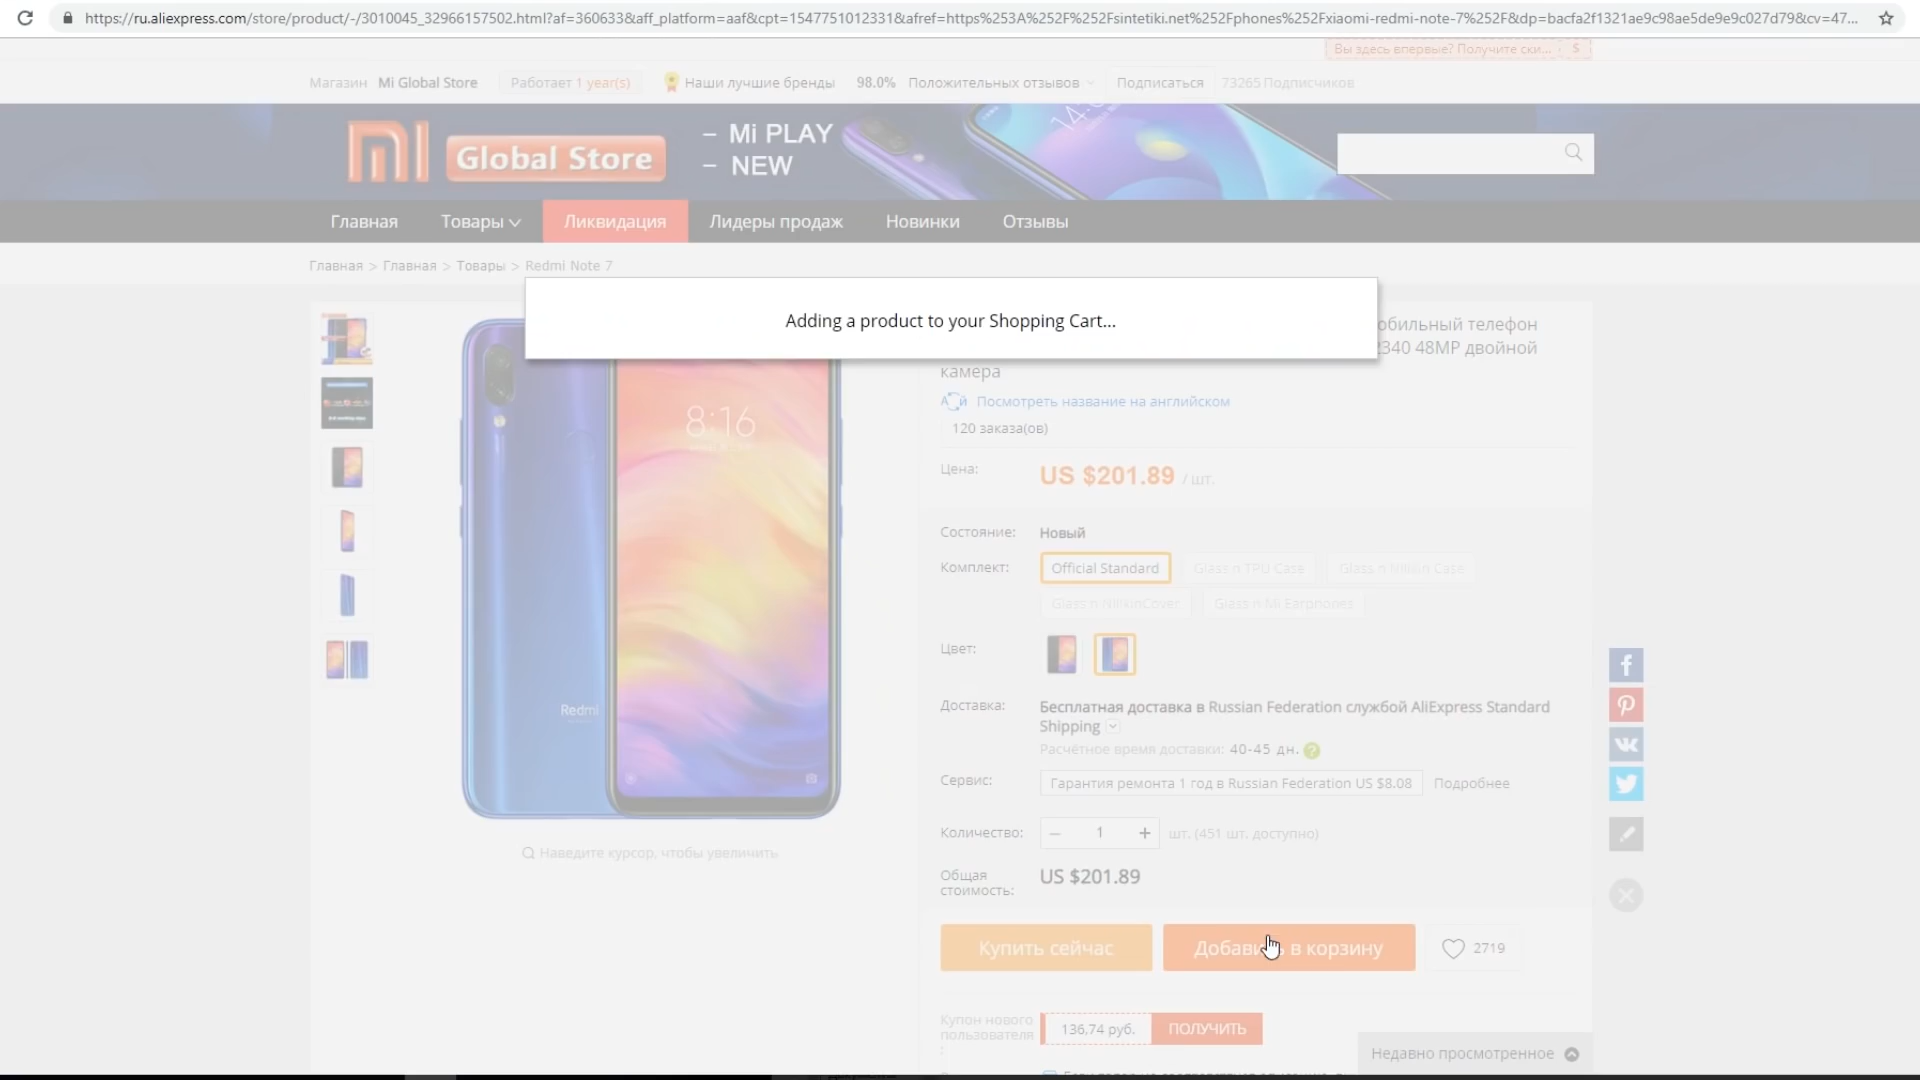 https://ru.aliexpress.com/store/product/-/3010045_32966157502.html?af=360633&aff_platform=aaf&cpt=1547751012331&afref=https%253A%252F%252Fsintetiki.net%252Fphones%252Fxiaomi-redmi-note-7%252F&dp=bacfa2f1321ae9c98ae5de9e9c027d79&cv=47...
Вы здесь впервые? Получите ски... - $
Магазин Mi Global Store Работает 1 year(s) Наши лучшие бренды 98.0% Положительных отзывов Подписаться 73265 Подписчиков
MI Global Store
– Mi PLAY
– NEW
Главная Товары Ликвидация Лидеры продаж Новинки Отзывы
Главная > Главная > Товары > Redmi Note 7
Adding a product to your Shopping Cart...
обильный телефон
2340 48MP двойной
камера
Посмотреть название на английском
120 заказа(ов)
8:16
Redmi
Цена: US $201.89 / шт.
Состояние: Новый
Комплект: Official Standard Glass n TPU Case Glass n Nillkin Case
Glass n NillkinCover Glass n Mi Earphones
Цвет:
Доставка: Бесплатная доставка в Russian Federation службой AliExpress Standard
Shipping
Расчётное время доставки: 40-45 дн. ?
Сервис: Гарантия ремонта 1 год в Russian Federation US $8.08 Подробнее
Количество: – 1 + шт. (451 шт. доступно)
Наведите курсор, чтобы увеличить
Общая
стоимость: US $201.89
Купить сейчас Добавить в корзину 2719
Купон нового
пользователя
:
136.74 руб. ПОЛУЧИТЬ
Недавно просмотренное